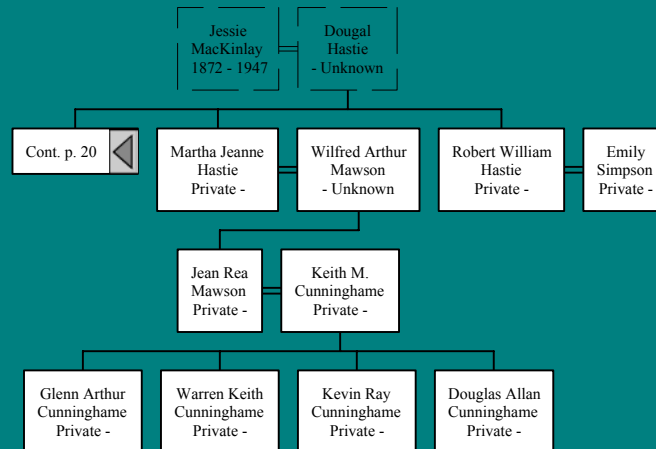 Jessie
MacKinlay
1872 - 1947
Dougal
Hastie
- Unknown
Cont. p. 20
Martha Jeanne
Hastie
Private -
Wilfred Arthur
Mawson
- Unknown
Robert William
Hastie
Private -
Emily
Simpson
Private -
Jean Rea
Mawson
Private -
Keith M.
Cunninghame
Private -
Glenn Arthur
Cunninghame
Private -
Warren Keith
Cunninghame
Private -
Kevin Ray
Cunninghame
Private -
Douglas Allan
Cunninghame
Private -